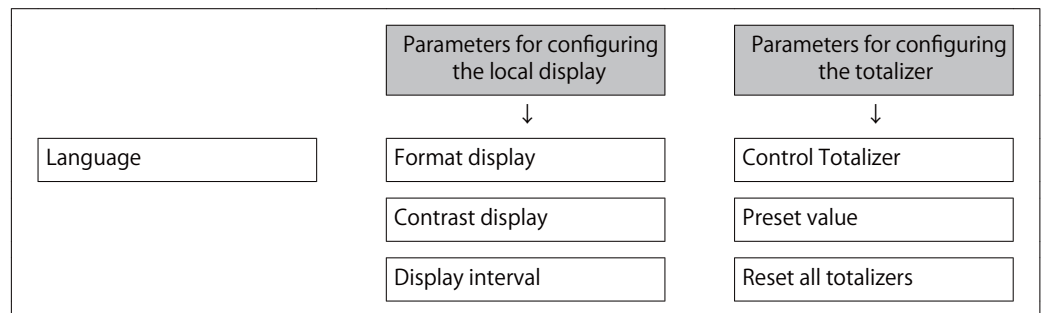 Parameters for configuring
the local display
Parameters for configuring
the totalizer
↓
↓
Language
Format display
Control Totalizer
Contrast display
Preset value
Display interval
Reset all totalizers